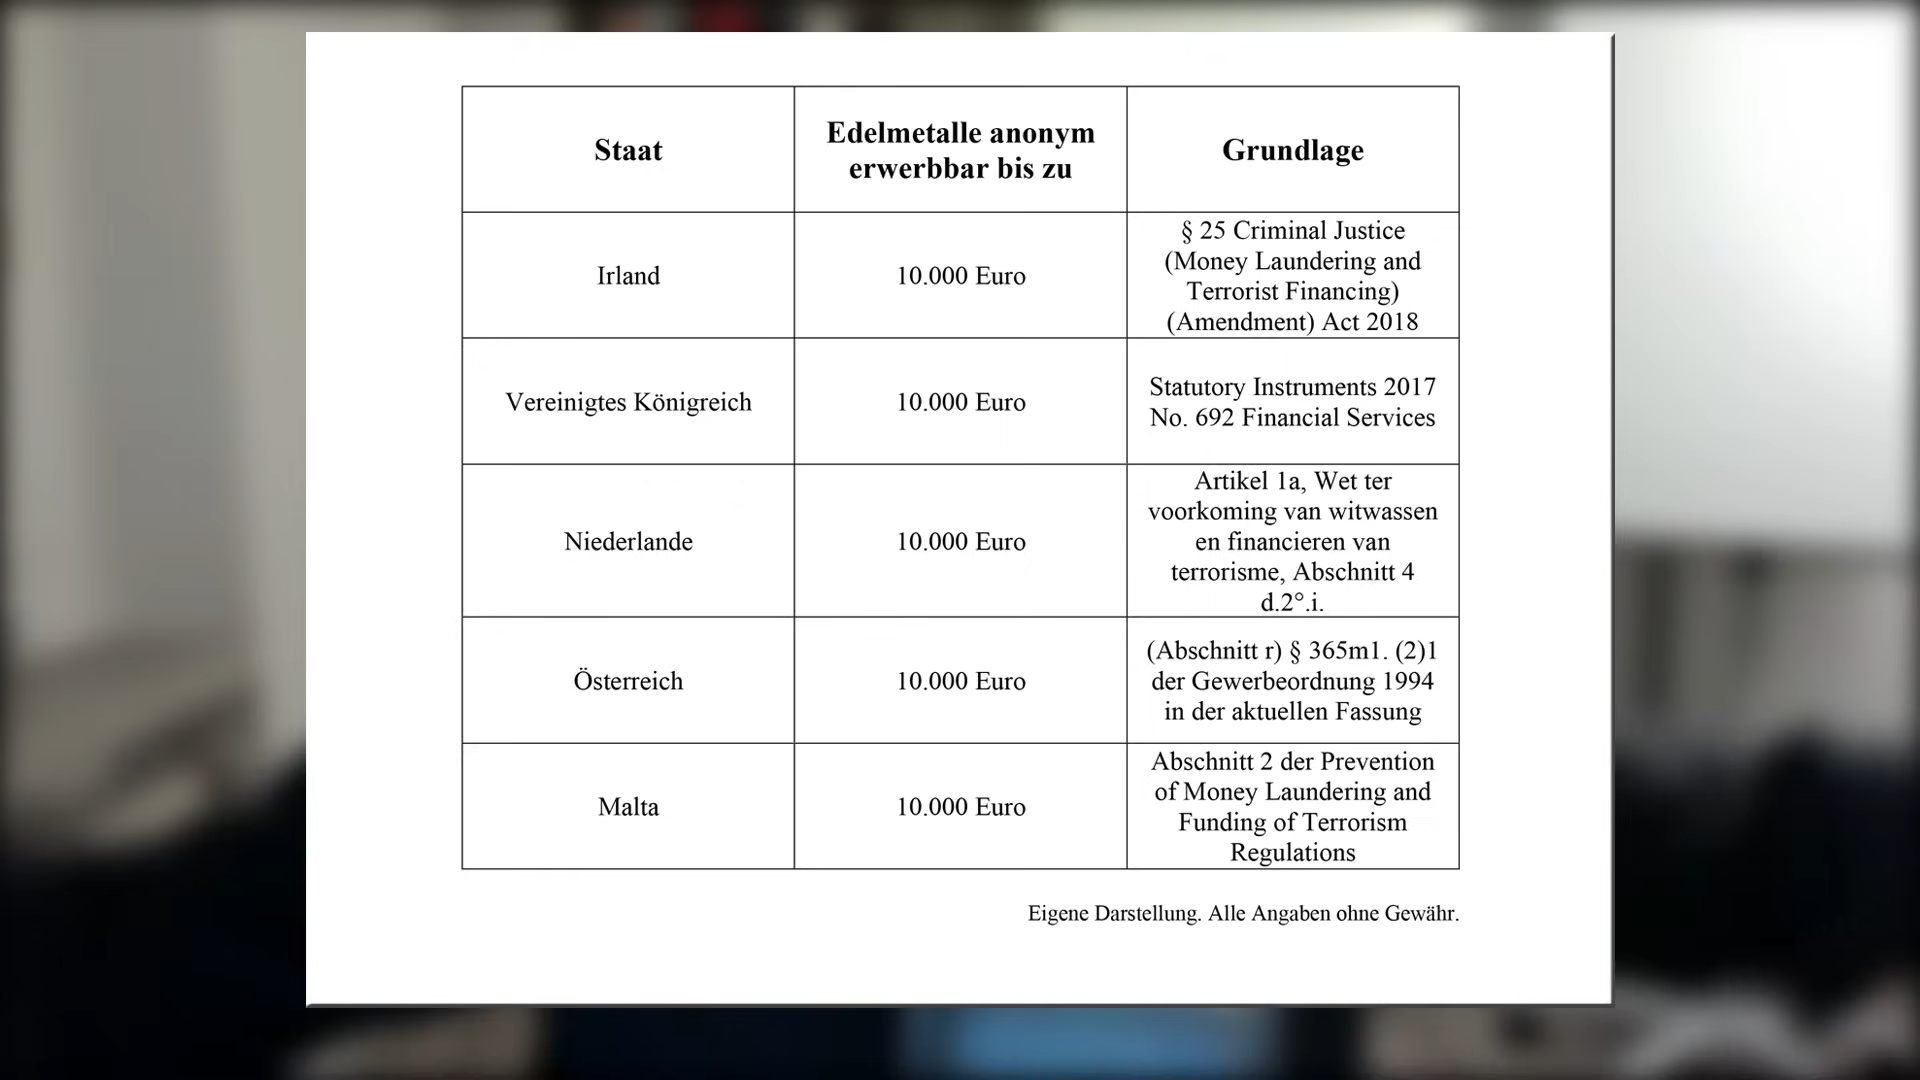 Staat
Edelmetalle anonym
erwerbbar bis zu
Grundlage
Irland
10.000 Euro
§ 25 Criminal Justice
(Money Laundering and
Terrorist Financing)
(Amendment) Act 2018
Vereinigtes Königreich
10.000 Euro
Statutory Instruments 2017
No. 692 Financial Services
Niederlande
10.000 Euro
Artikel 1a, Wet ter
voorkoming van witwassen
en financieren van
terrorisme, Abschnitt 4
d.2°.i.
Österreich
10.000 Euro
(Abschnitt r) § 365m1. (2)1
der Gewerbeordnung 1994
in der aktuellen Fassung
Malta
10.000 Euro
Abschnitt 2 der Prevention
of Money Laundering and
Funding of Terrorism
Regulations
Eigene Darstellung. Alle Angaben ohne Gewähr.